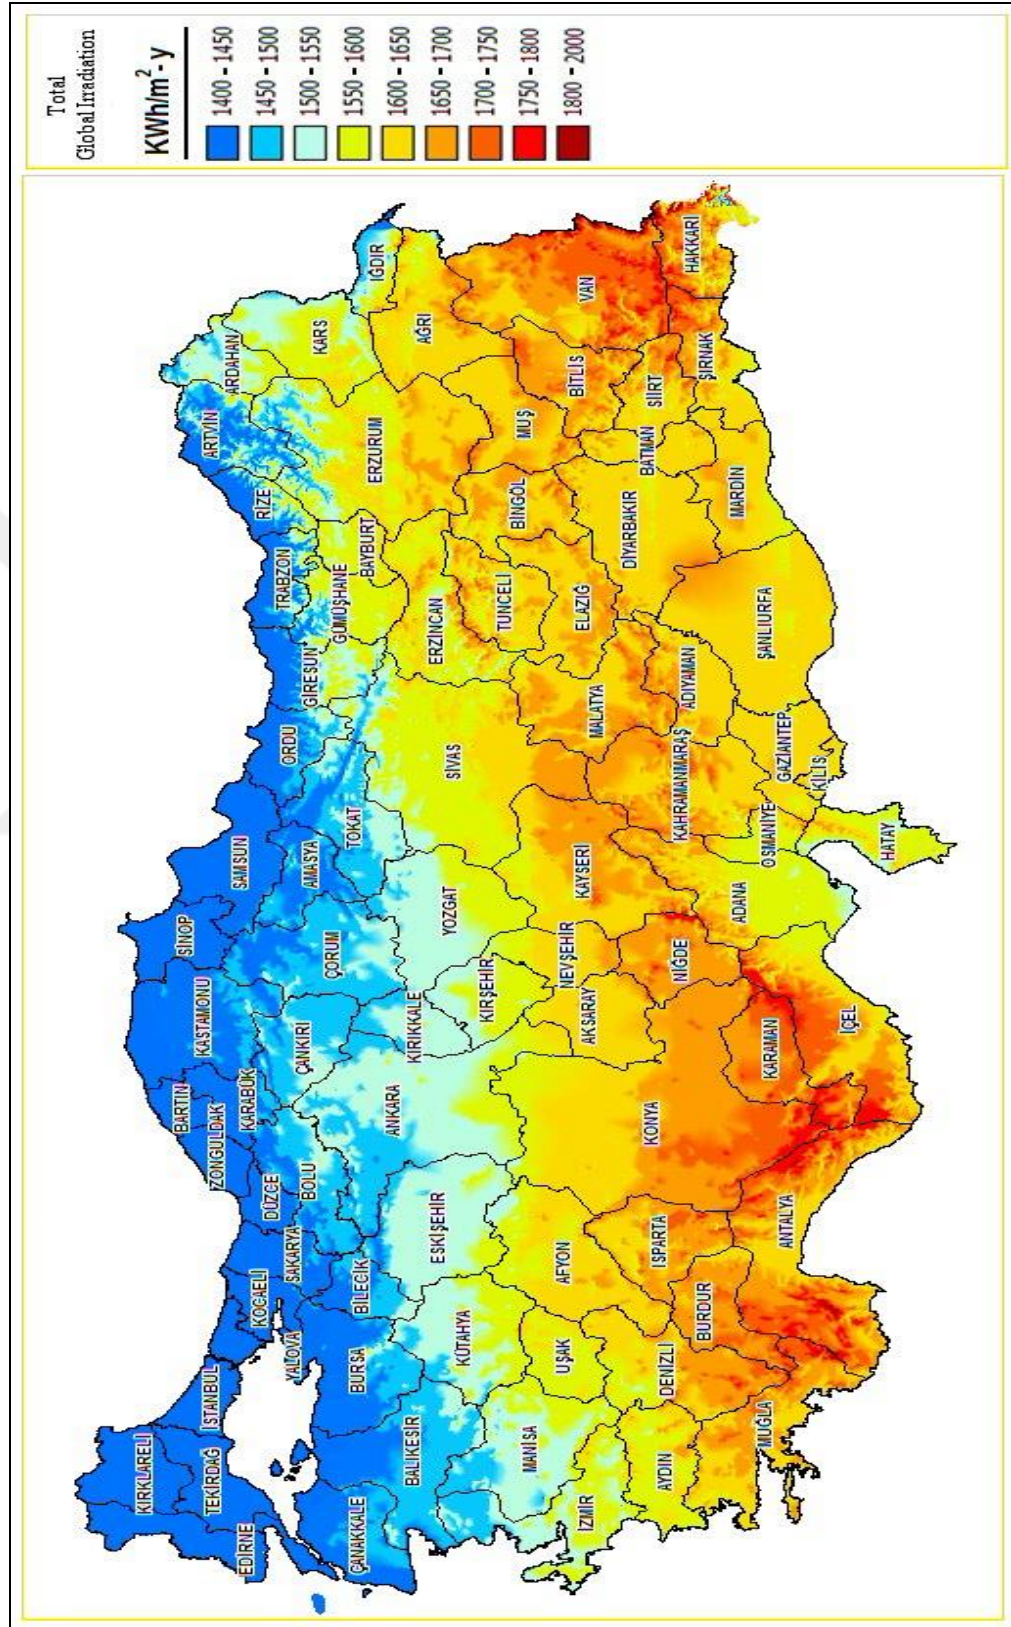 Total
Global Irradiation
KWh/m²- y
1400 - 1450
1450 - 1500
1500 - 1550
1550 - 1600
1600 - 1650
1650 - 1700
1700 - 1750
1750 - 1800
1800 - 2000
KIRKLARELİ
EDİRNE
TEKİRDAĞ
İSTANBUL
KOCAELİ
YALOVA
SAKARYA
DÜZCE
ZONGULDAK
BARTIN
KARABÜK
KASTAMONU
SİNOP
SAMSUN
ORDU
GİRESUN
TRABZON
RİZE
ARTVİN
ARDAHAN
ÇANAKKALE
BALIKESİR
BURSA
BİLECİK
BOLU
ÇANKIRI
ÇORUM
AMASYA
TOKAT
GÜMÜŞHANE
BAYBURT
ERZURUM
KARS
IĞDIR
AĞRI
ESKİŞEHİR
KÜTAHYA
ANKARA
KIRIKKALE
YOZGAT
SİVAS
ERZİNCAN
TUNCELİ
BİNGÖL
MUŞ
BİTLİS
VAN
MANİSA
İZMİR
UŞAK
AFYON
KIRŞEHİR
NEVŞEHİR
AKSARAY
KAYSERİ
MALATYA
ELAZIĞ
DİYARBAKIR
BATMAN
SİİRT
ŞIRNAK
HAKKARİ
AYDIN
DENİZLİ
BURDUR
ISPARTA
KONYA
NİĞDE
KAHRAMANMARAŞ
ADIYAMAN
ŞANLIURFA
MARDİN
MUĞLA
ANTALYA
KARAMAN
İÇEL
ADANA
OSMANİYE
GAZİANTEP
KİLİS
HATAY